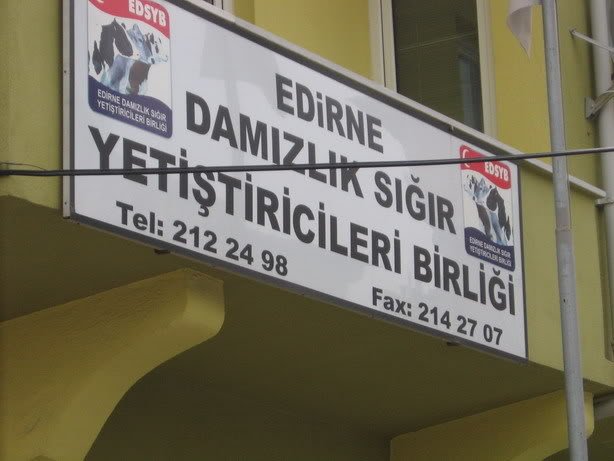 EDSYB
EDİRNE DAMIZLIK SIĞIR
YETİŞTİRİCİLERİ BİRLİĞİ
EDİRNE
DAMIZLIK SIĞIR
YETİŞTİRİCİLERİ BİRLİĞİ
Tel: 212 24 98
Fax: 214 27 07
EDSYB
EDİRNE DAMIZLIK SIĞIR
YETİŞTİRİCİLERİ BİRLİĞİ